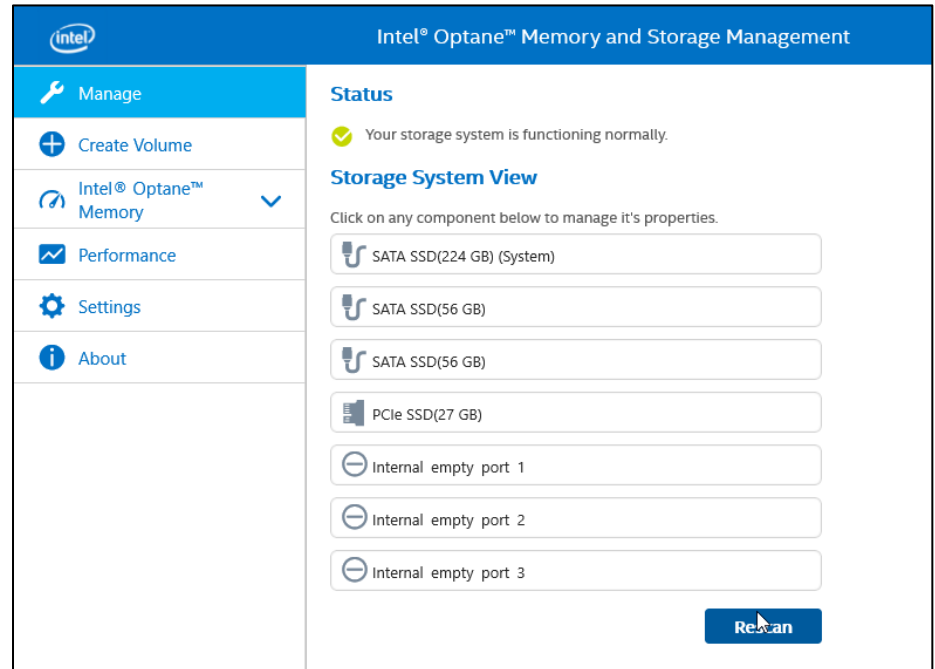 intel
Intel® Optane™ Memory and Storage Management
Manage
Create Volume
Intel® Optane™
Memory
Performance
Settings
About
Status
Your storage system is functioning normally.
Storage System View
Click on any component below to manage it's properties.
SATA SSD(224 GB) (System)
SATA SSD(56 GB)
SATA SSD(56 GB)
PCIe SSD(27 GB)
Internal empty port 1
Internal empty port 2
Internal empty port 3
Rescan